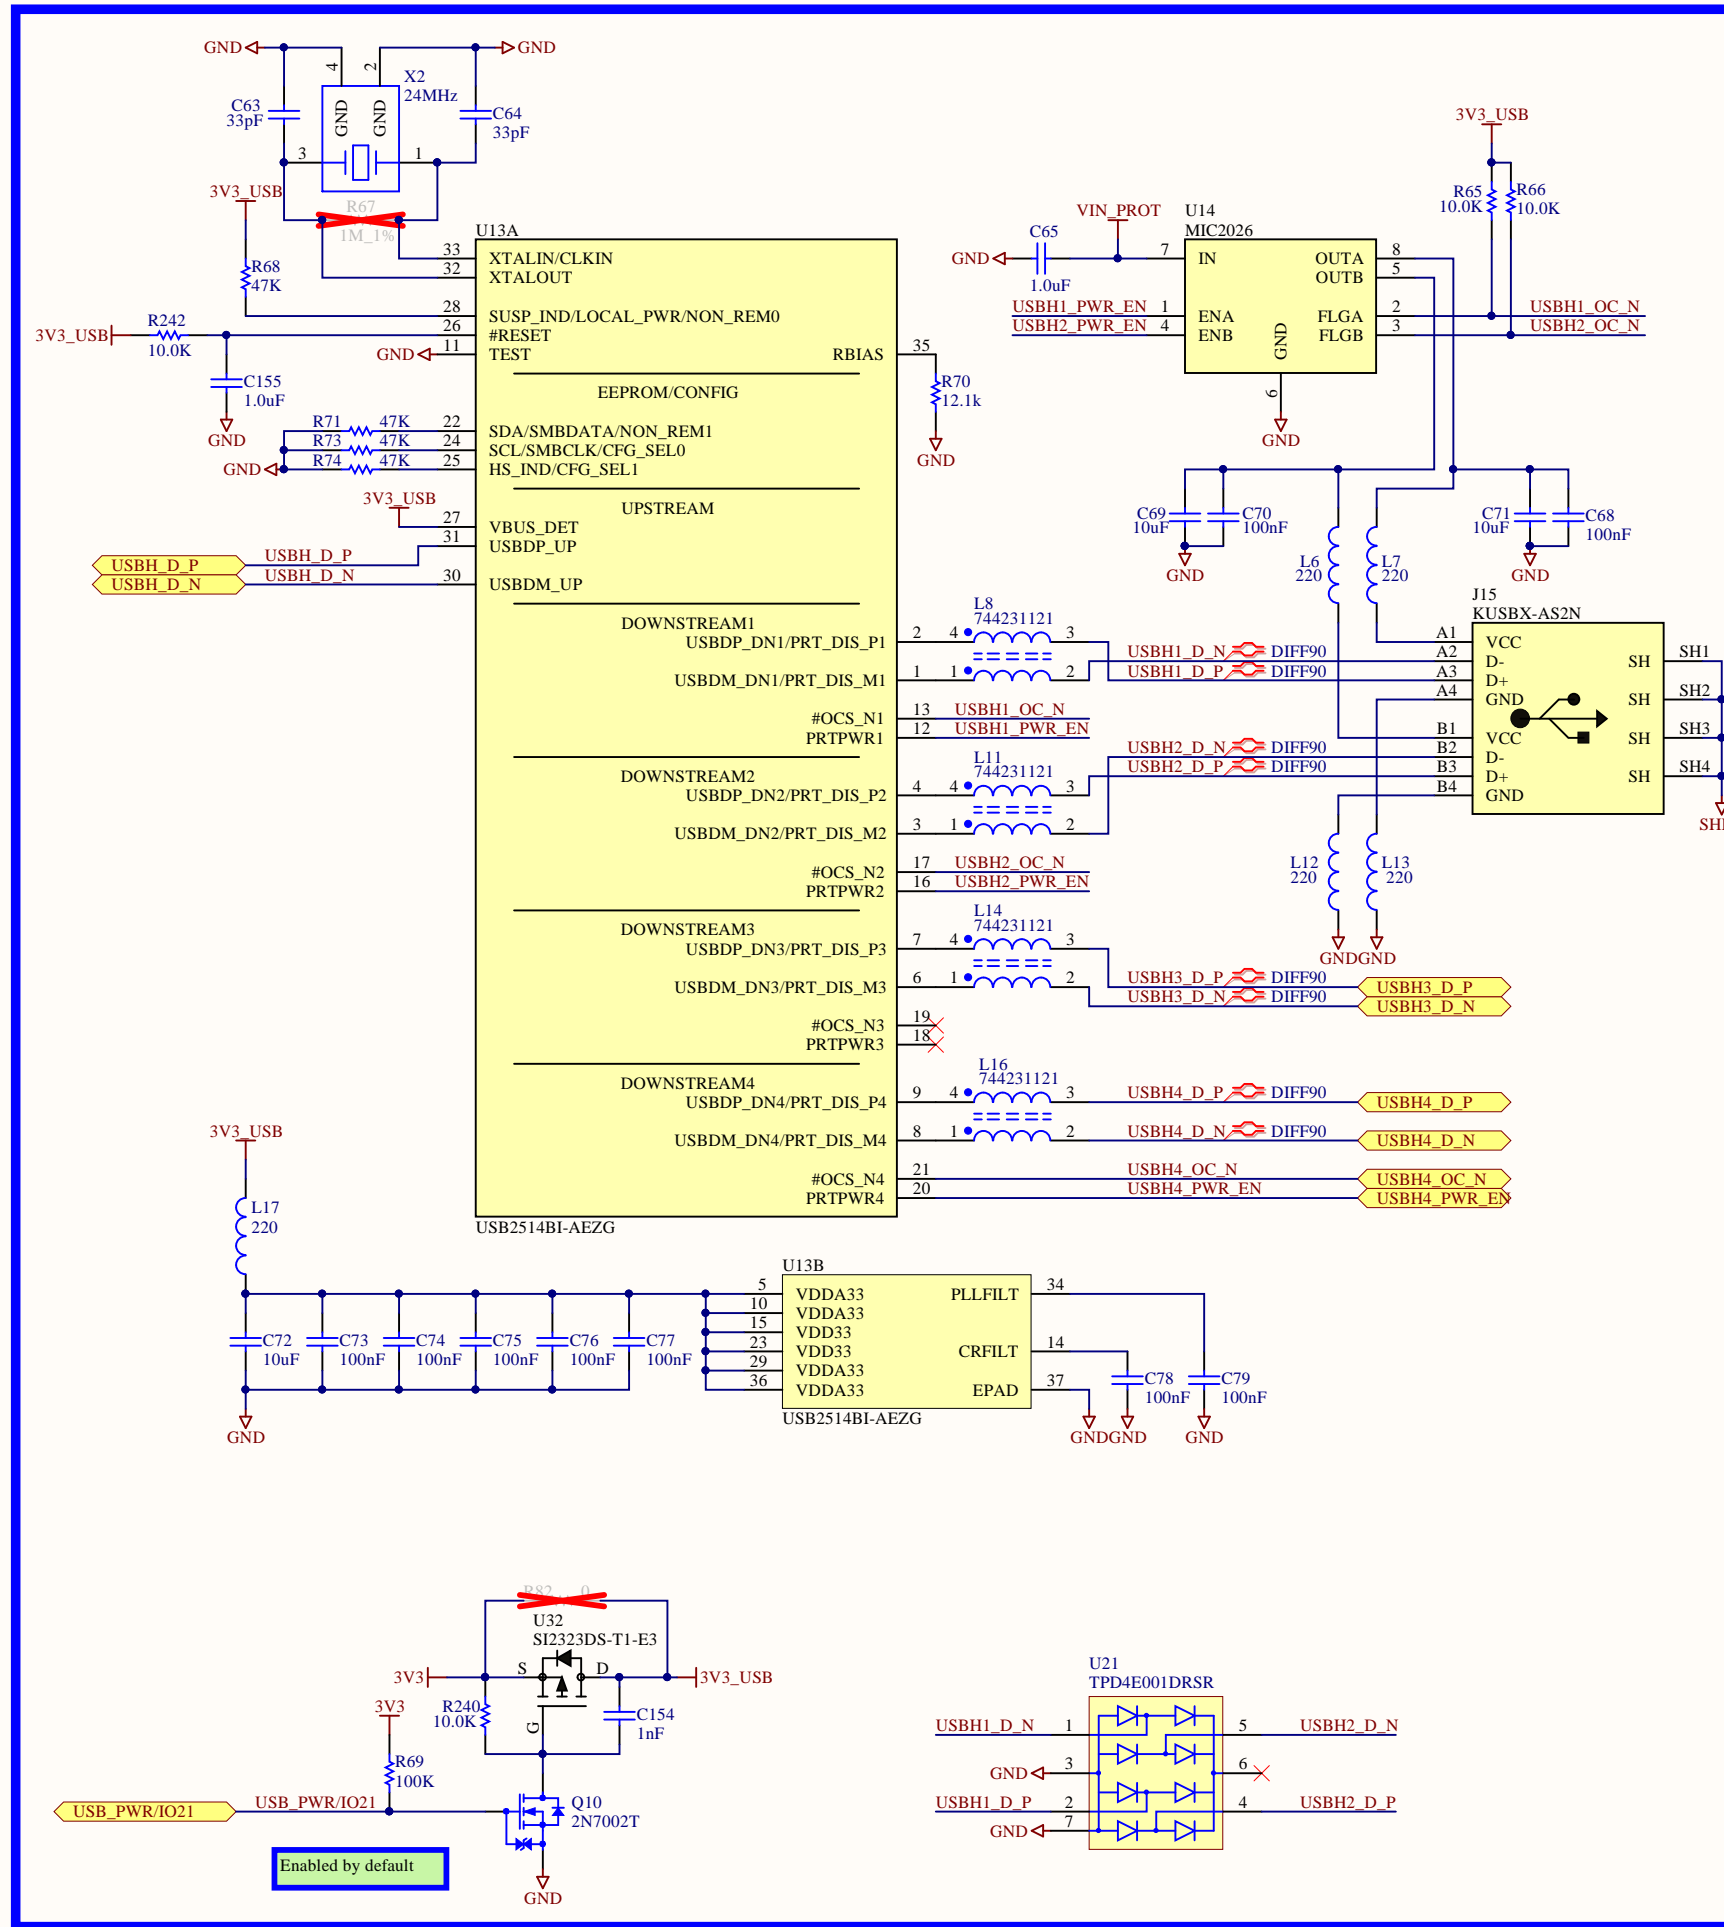 GND
GND
4
2
X2
24MHz
C63
33pF
GND
GND
C64
33pF
3
1
3V3_USB
R67
1M_1%
R68
47K
3V3_USB
R242
10.0K
C155
1.0uF
GND
GND
R71 47K
R73 47K
R74 47K
GND
3V3_USB
USBH_D_P USBH_D_P
USBH_D_N USBH_D_N
U13A
33 XTALIN/CLKIN
32 XTALOUT
28 SUSP_IND/LOCAL_PWR/NON_REM0
26 #RESET
11 TEST
RBIAS 35
EEPROM/CONFIG
22 SDA/SMBDATA/NON_REM1
24 SCL/SMBCLK/CFG_SEL0
25 HS_IND/CFG_SEL1
UPSTREAM
27 VBUS_DET
31 USBDP_UP
30 USBDM_UP
DOWNSTREAM1
USBDP_DN1/PRT_DIS_P1 2
USBDM_DN1/PRT_DIS_M1 1
#OCS_N1 13 USBH1_OC_N
PRTPWR1 12 USBH1_PWR_EN
DOWNSTREAM2
USBDP_DN2/PRT_DIS_P2 4
USBDM_DN2/PRT_DIS_M2 3
#OCS_N2 17 USBH2_OC_N
PRTPWR2 16 USBH2_PWR_EN
DOWNSTREAM3
USBDP_DN3/PRT_DIS_P3 7
USBDM_DN3/PRT_DIS_M3 6
#OCS_N3 19
PRTPWR3 18
DOWNSTREAM4
USBDP_DN4/PRT_DIS_P4 9
USBDM_DN4/PRT_DIS_M4 8
#OCS_N4 21 USBH4_OC_N USBH4_OC_N
PRTPWR4 20 USBH4_PWR_EN USBH4_PWR_EN
USB2514BI-AEZG
R70
12.1k
GND
L8
744231121
4 3
1 2
USBH1_D_N DIFF90
USBH1_D_P DIFF90
L11
744231121
4 3
1 2
USBH2_D_N DIFF90
USBH2_D_P DIFF90
L14
744231121
4 3
1 2
USBH3_D_P DIFF90 USBH3_D_P
USBH3_D_N DIFF90 USBH3_D_N
L16
744231121
4 3
1 2
USBH4_D_P DIFF90 USBH4_D_P
USBH4_D_N DIFF90 USBH4_D_N
VIN_PROT
C65
1.0uF
GND
USBH1_PWR_EN
USBH2_PWR_EN
U14
MIC2026
7 IN
1 ENA
4 ENB
GND
6
GND
OUTA 8
OUTB 5
FLGA 2
FLGB 3
3V3_USB
R65
10.0K
R66
10.0K
USBH1_OC_N
USBH2_OC_N
C69
10uF
C70
100nF
GND
L6
220
L7
220
C71
10uF
C68
100nF
GND
J15
KUSBX-AS2N
A1 VCC
A2 D-
A3 D+
A4 GND
B1 VCC
B2 D-
B3 D+
B4 GND
SH SH1
SH SH2
SH SH3
SH SH4
L12
220
L13
220
GND
GND
3V3_USB
L17
220
C72
10uF
C73
100nF
C74
100nF
C75
100nF
C76
100nF
C77
100nF
GND
U13B
5 VDDA33
10 VDDA33
15 VDD33
23 VDD33
29 VDDA33
36 VDDA33
PLLFILT 34
CRFILT 14
EPAD 37
USB2514BI-AEZG
C78
100nF
C79
100nF
GND
GND
GND
R82 0
U32
SI2323DS-T1-E3
3V3
S
D
3V3_USB
G
R240
10.0K
C154
1nF
3V3
R69
100K
USB_PWR/IO21 USB_PWR/IO21
Q10
2N7002T
GND
Enabled by default
U21
TPD4E001DRSR
USBH1_D_N 1
GND 3
USBH1_D_P 2
GND 7
5 USBH2_D_N
6
4 USBH2_D_P